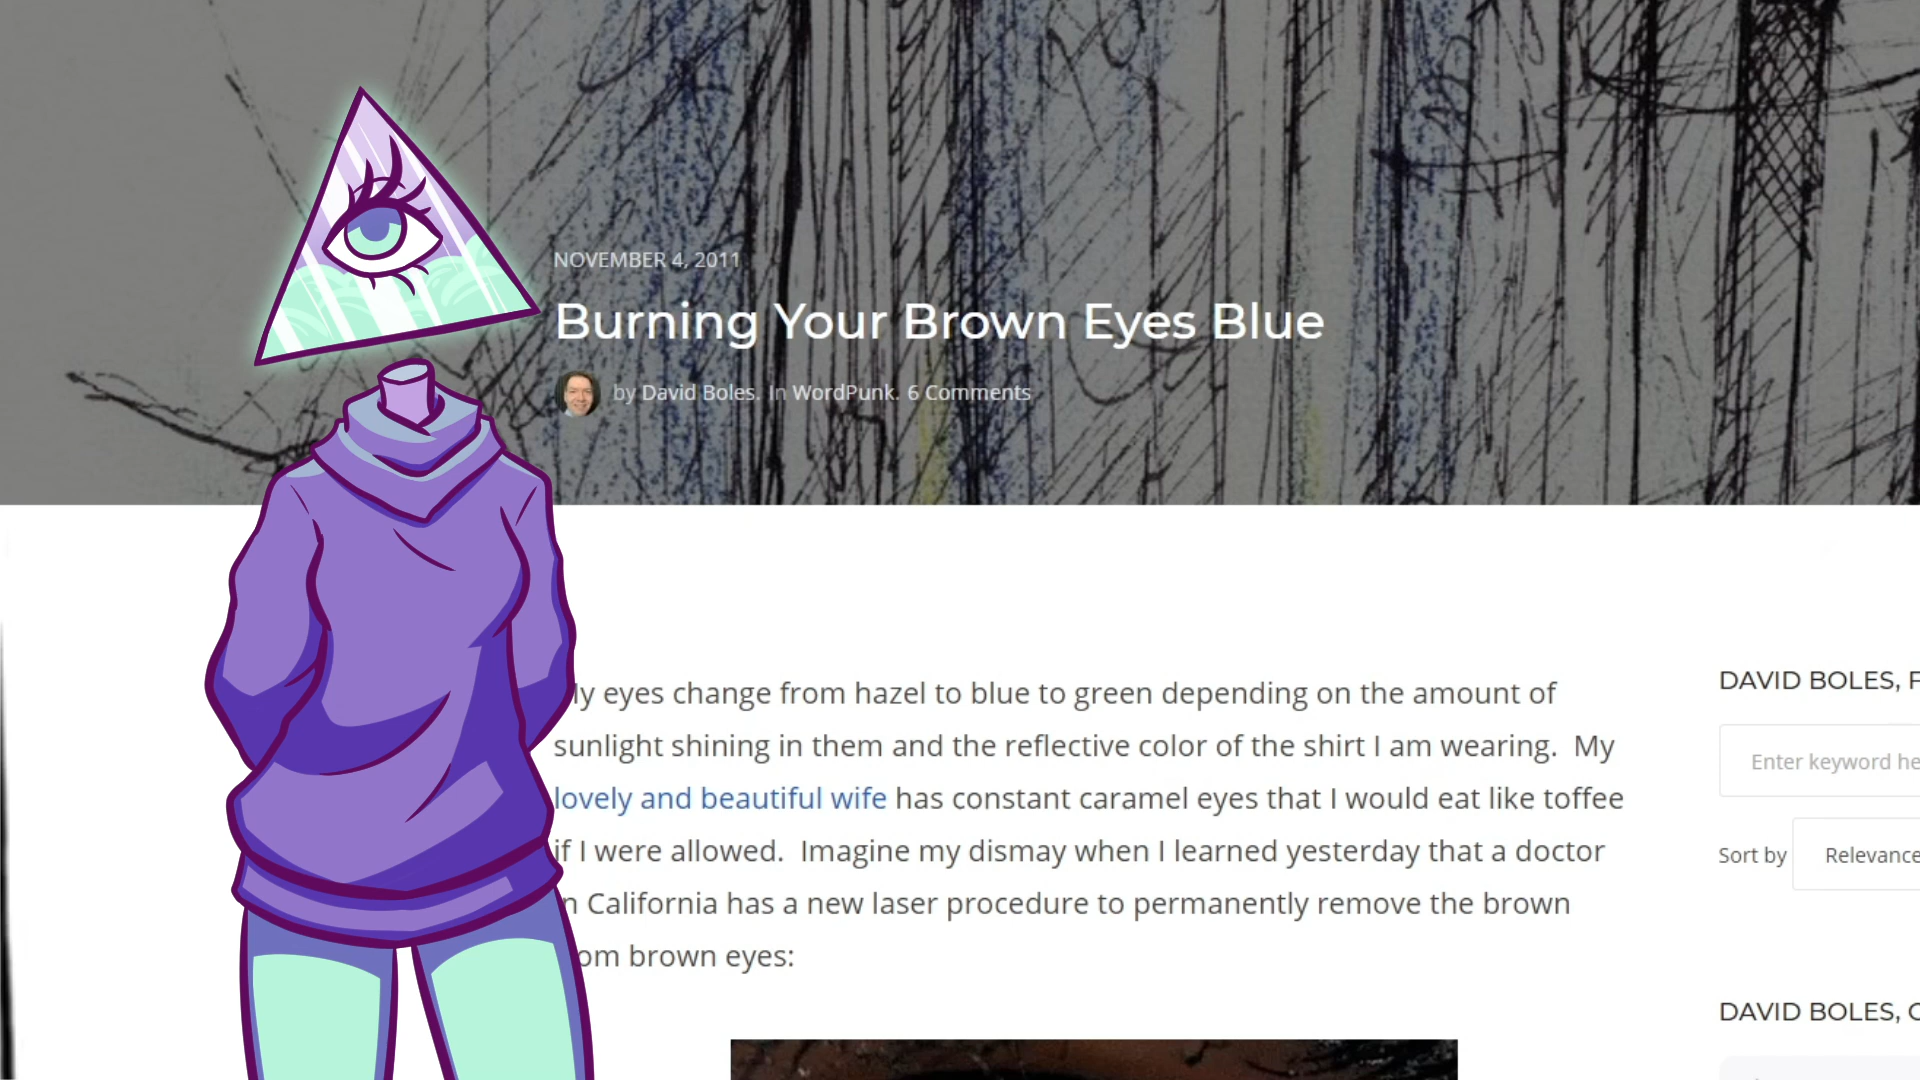 NOVEMBER 4, 2011
Burning Your Brown Eyes Blue
by David Boles. In WordPunk. 6 Comments
eyes change from hazel to blue to green depending on the amount of
sunlight shining in them and the reflective color of the shirt I am wearing. My
lovely and beautiful wife has constant caramel eyes that I would eat like toffee
if I were allowed. Imagine my dismay when I learned yesterday that a doctor
California has a new laser procedure to permanently remove the brown
brown eyes:
DAVID BOLES,
Enter keyword
Sort by Relevance
DAVID BOLES,